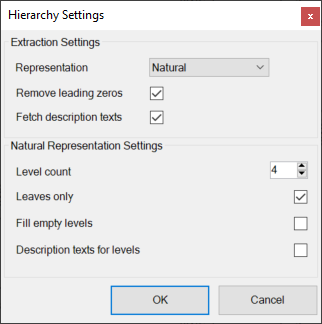 Hierarchy Settings
Extraction Settings
Representation Natural
Remove leading zeros
Fetch description texts
Natural Representation Settings
Level count 4
Leaves only
Fill empty levels
Description texts for levels
OK Cancel